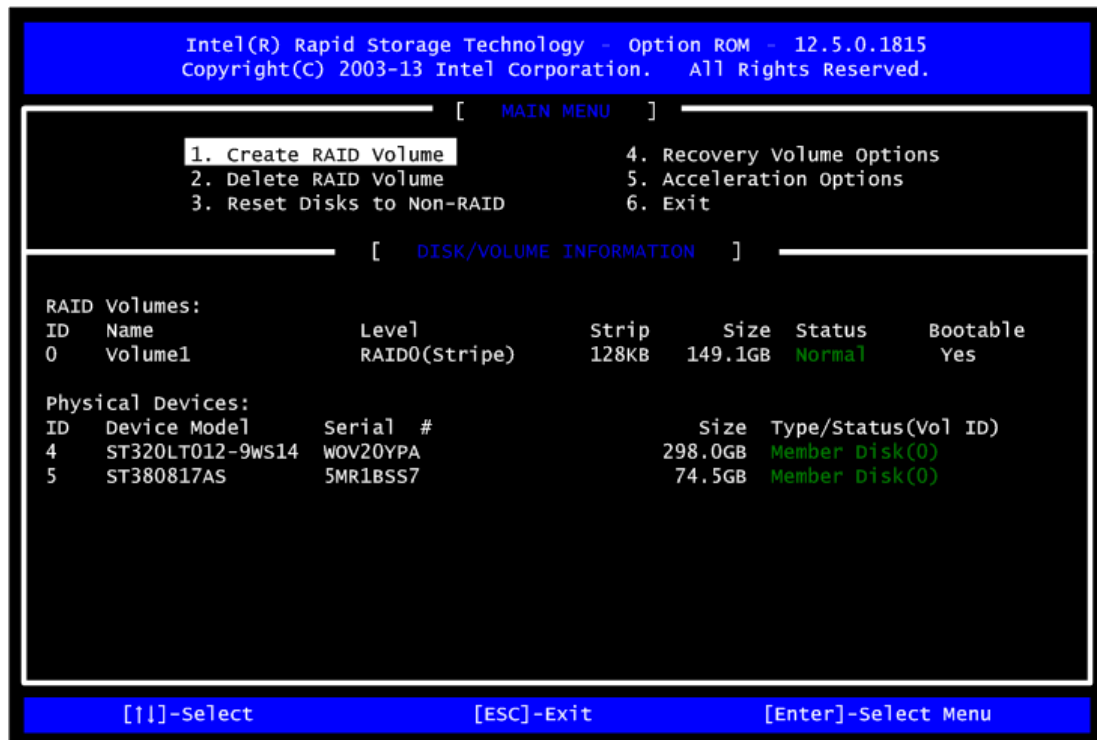 Intel(R) Rapid Storage Technology - Option ROM - 12.5.0.1815
Copyright(C) 2003-13 Intel Corporation. All Rights Reserved.
[ MAIN MENU ]
1. Create RAID Volume 4. Recovery Volume Options
2. Delete RAID Volume 5. Acceleration Options
3. Reset Disks to Non-RAID 6. Exit
[ DISK/VOLUME INFORMATION ]
RAID Volumes:
ID Name Level Strip Size Status Bootable
0 Volume1 RAID0(Stripe) 128KB 149.1GB Normal Yes
Physical Devices:
ID Device Model Serial # Size Type/Status(Vol ID)
4 ST320LT012-9WS14 WOV20YPA 298.0GB Member Disk(0)
5 ST380817AS 5MR1BSS7 74.5GB Member Disk(0)
[↑↓]-Select [ESC]-Exit [Enter]-Select Menu